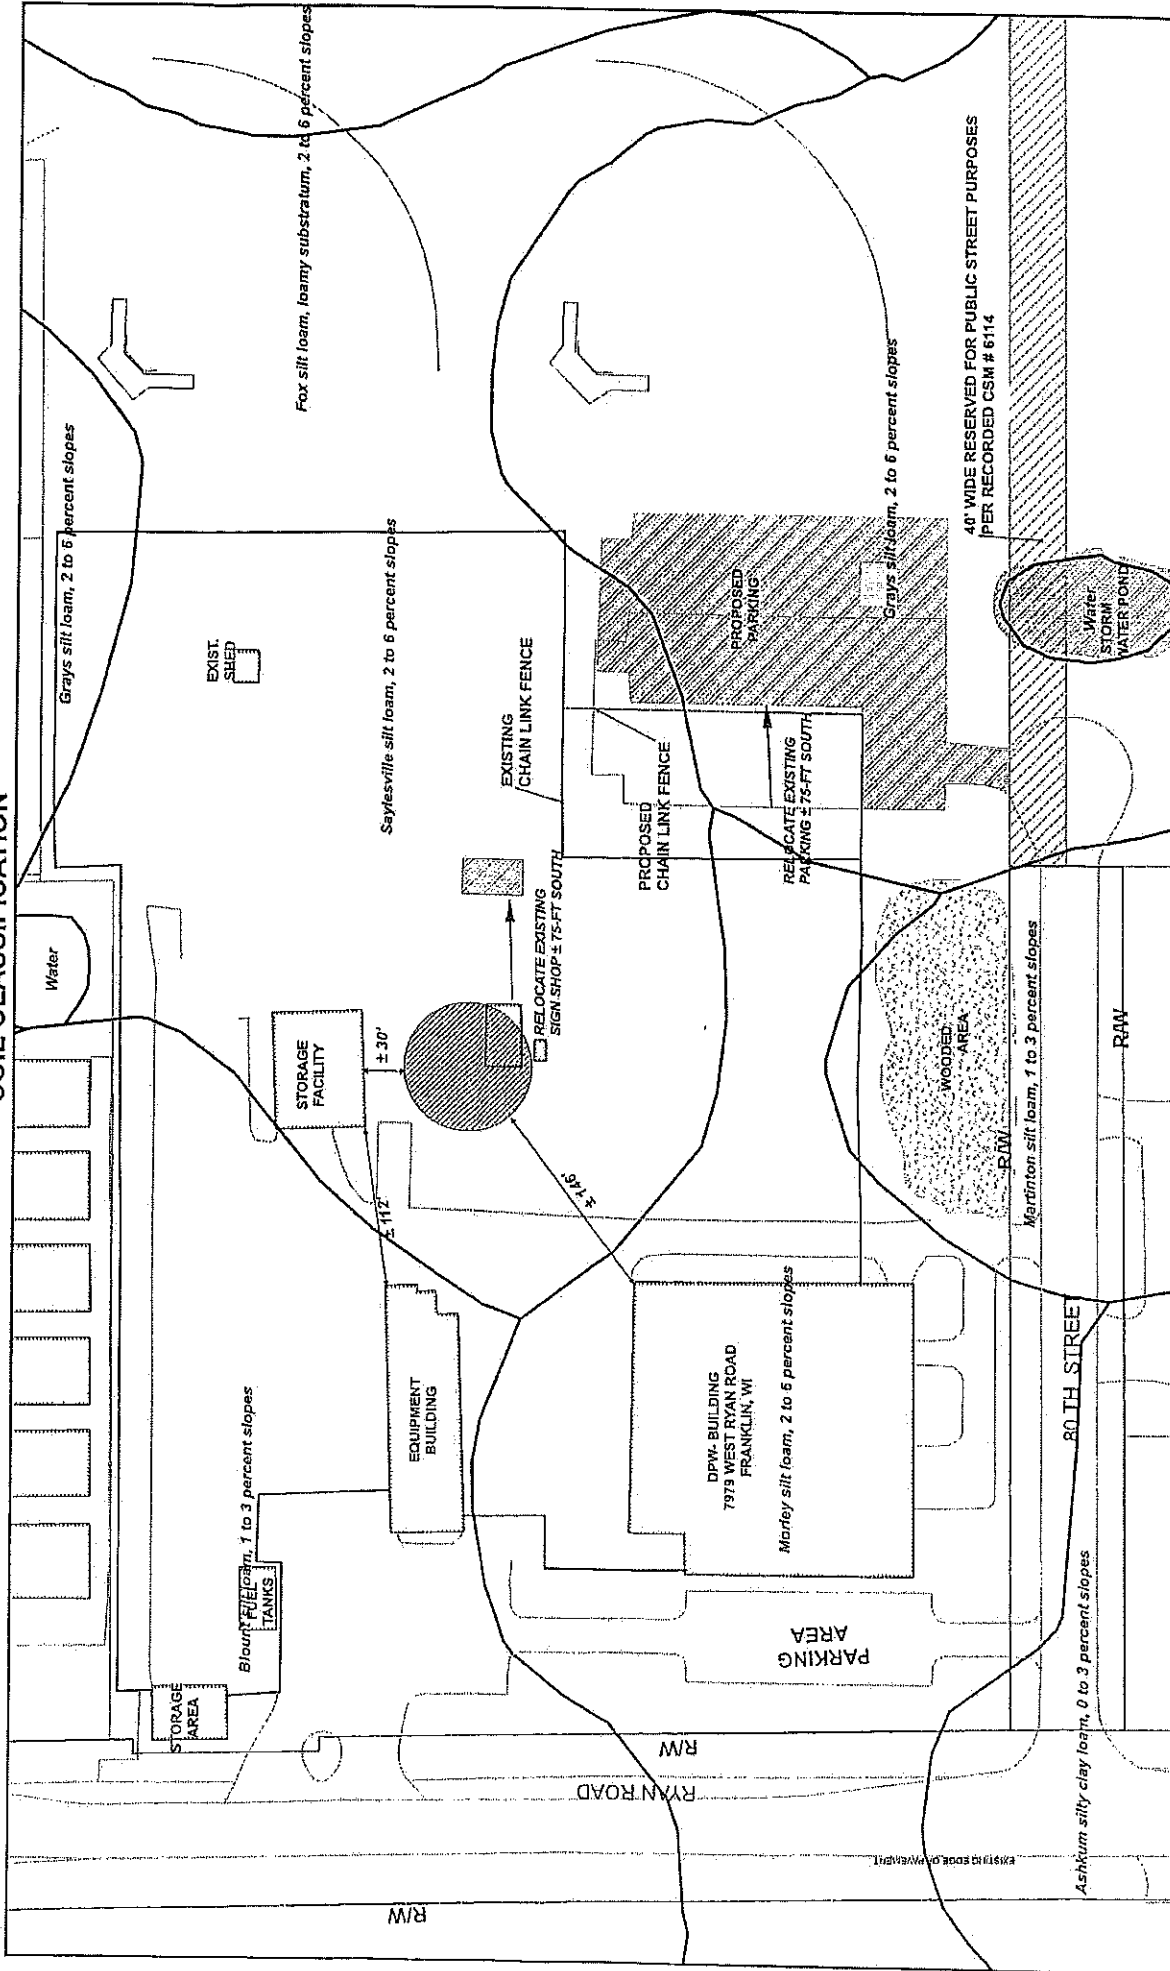 SOIL CLASSIFICATION
Grays silt loam, 2 to 6 percent slopes
Fox silt loam, loamy substratum, 2 to 6 percent slopes
Water
EXIST.
SHED
Saylesville silt loam, 2 to 6 percent slopes
EXISTING
CHAIN LINK FENCE
PROPOSED
CHAIN LINK FENCE
PROPOSED
PARKING
RELOCATE EXISTING
PARKING ± 75-FT SOUTH
Grays silt loam, 2 to 6 percent slopes
40' WIDE RESERVED FOR PUBLIC STREET PURPOSES
PER RECORDED CSM # 6114
Water
STORM
WATER POND
RELOCATE EXISTING
SIGN SHOP ± 75-FT SOUTH
STORAGE
FACILITY
± 30'
± 112'
± 146'
WOODED
AREA
R/W
Martinton silt loam, 1 to 3 percent slopes
R/W
EQUIPMENT
BUILDING
Blount silt loam, 1 to 3 percent slopes
FUEL
TANKS
STORAGE
AREA
DPW- BUILDING
7979 WEST RYAN ROAD
FRANKLIN, WI
Morley silt loam, 2 to 6 percent slopes
PARKING
AREA
80TH STREE
R/W
RYAN ROAD
EXISTING EDGE OF PAVEMENT
R/W
Ashkum silty clay loam, 0 to 3 percent slopes